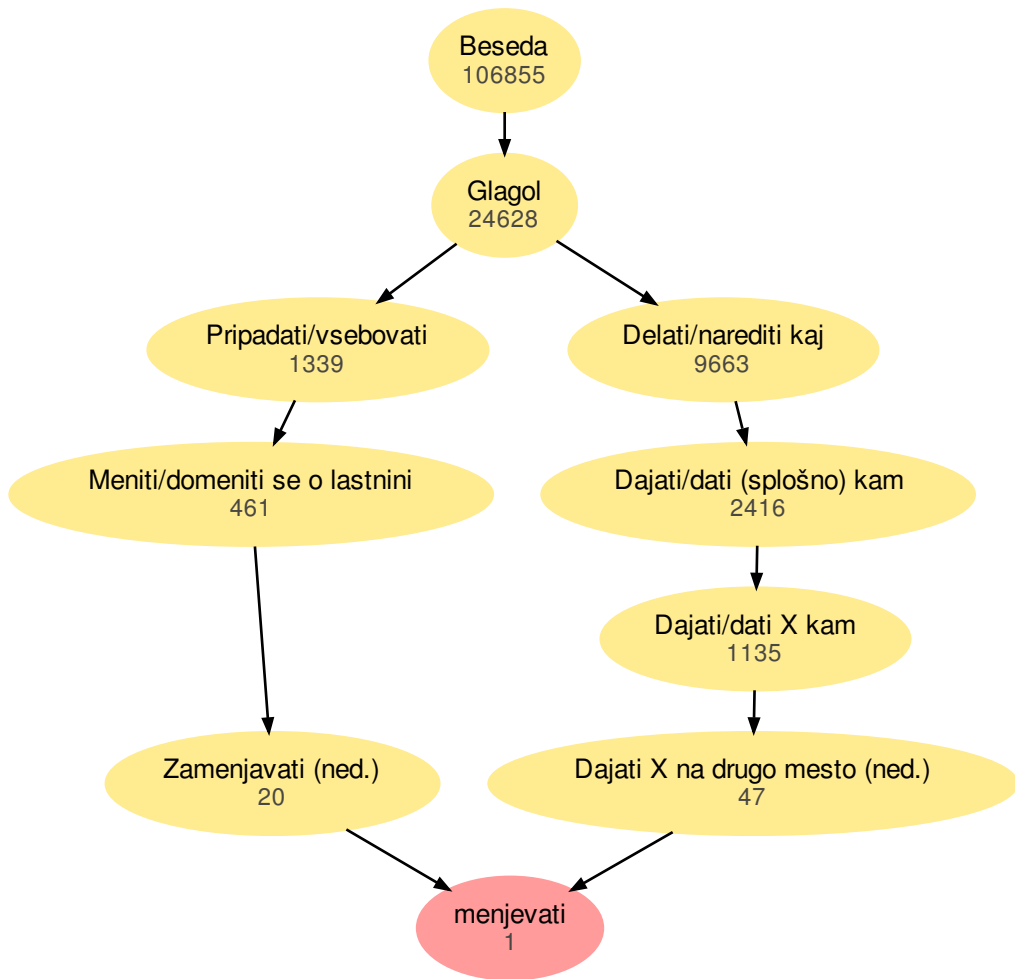 Beseda
106855
Glagol
24628
Pripadati/vsebovati
1339
Delati/narediti kaj
9663
Meniti/domeniti se o lastnini
461
Dajati/dati (splošno) kam
2416
Dajati/dati X kam
1135
Zamenjavati (ned.)
20
Dajati X na drugo mesto (ned.)
47
menjevati
1